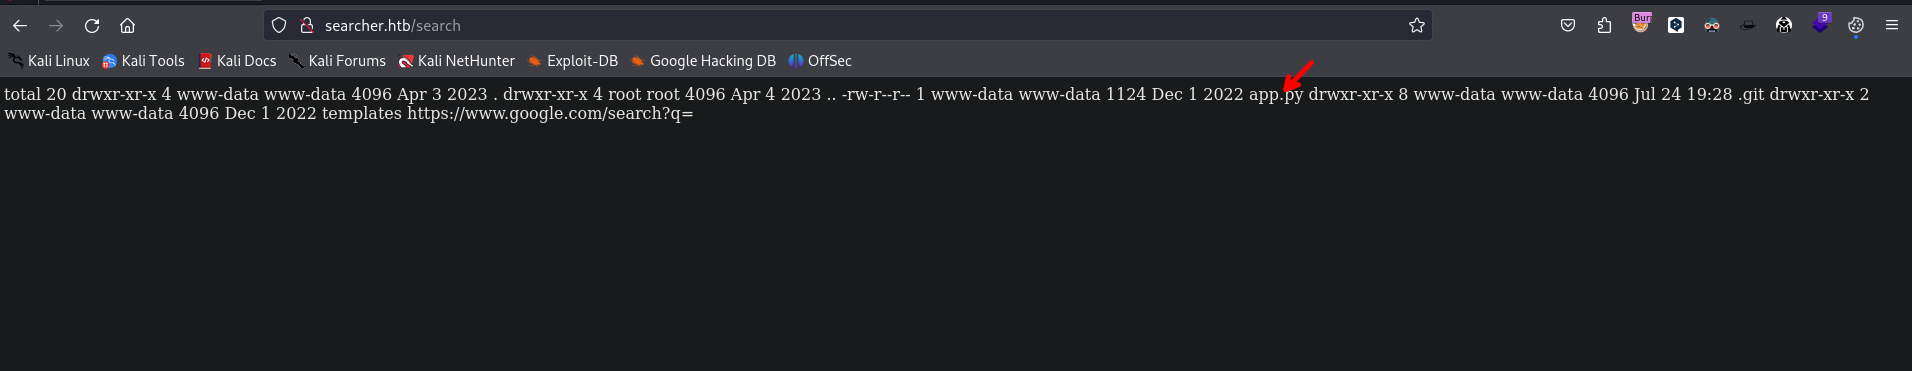 searcher.htb/search
Burp
9
Kali Linux Kali Tools Kali Docs Kali Forums Kali NetHunter Exploit-DB Google Hacking DB OffSec
total 20 drwxr-xr-x 4 www-data www-data 4096 Apr 3 2023 . drwxr-xr-x 4 root root 4096 Apr 4 2023 .. -rw-r--r-- 1 www-data www-data 1124 Dec 1 2022 app.py drwxr-xr-x 8 www-data www-data 4096 Jul 24 19:28 .git drwxr-xr-x 2
www-data www-data 4096 Dec 1 2022 templates https://www.google.com/search?q=